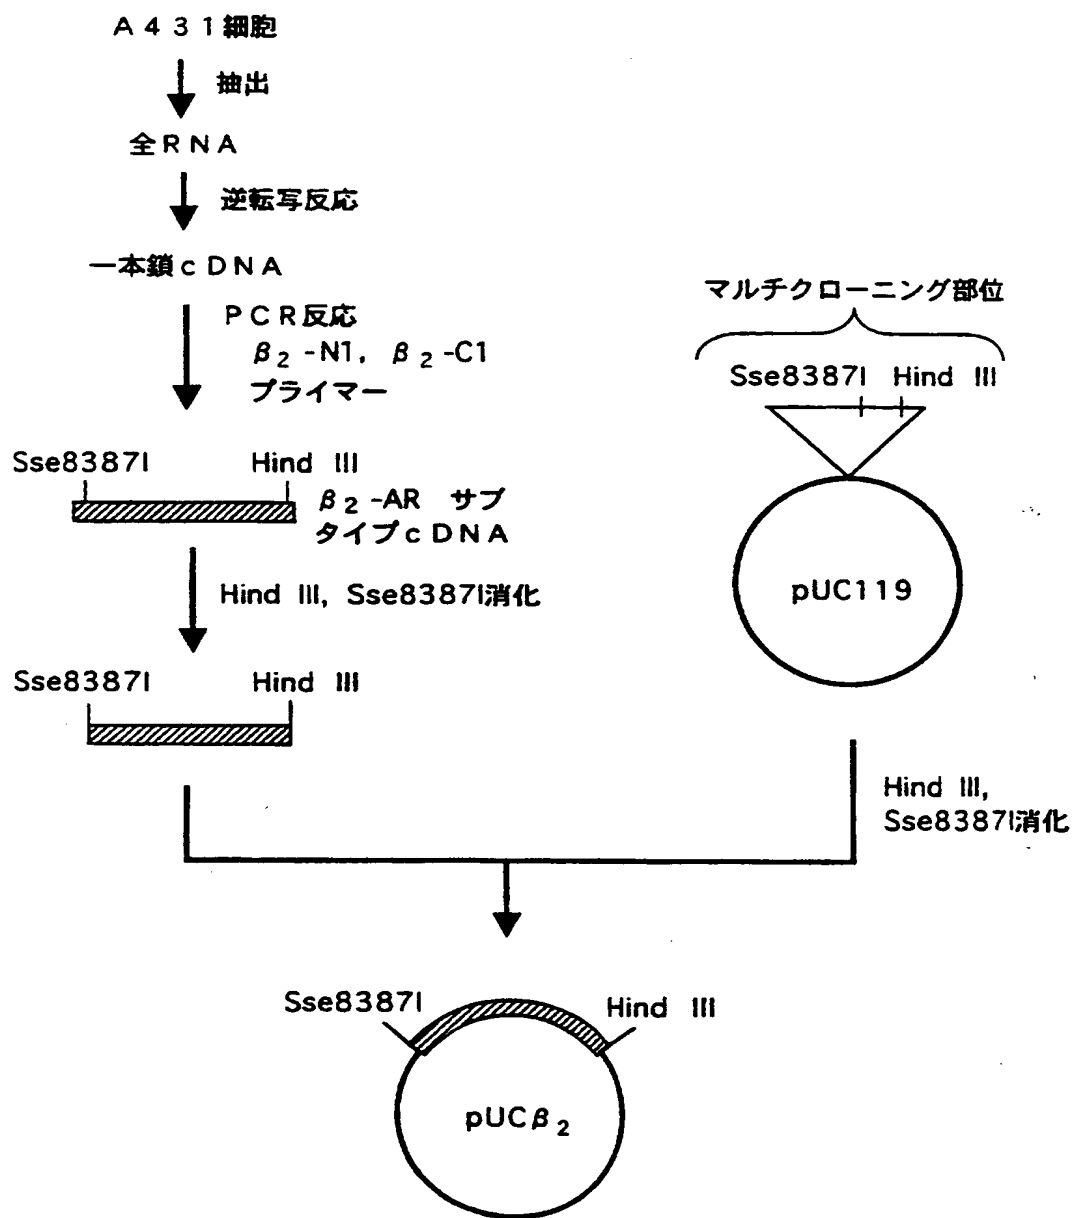 A431細胞
抽出
全RNA
逆転写反応
一本鎖cDNA
PCR反応
β2-N1, β2-C1
プライマー
Sse8387I Hind III
β2-AR サブ
タイプcDNA
Hind III, Sse8387I消化
Sse8387I Hind III
マルチクローニング部位
Sse8387I Hind III
pUC119
Hind III,
Sse8387I消化
Sse8387I Hind III
pUCβ2